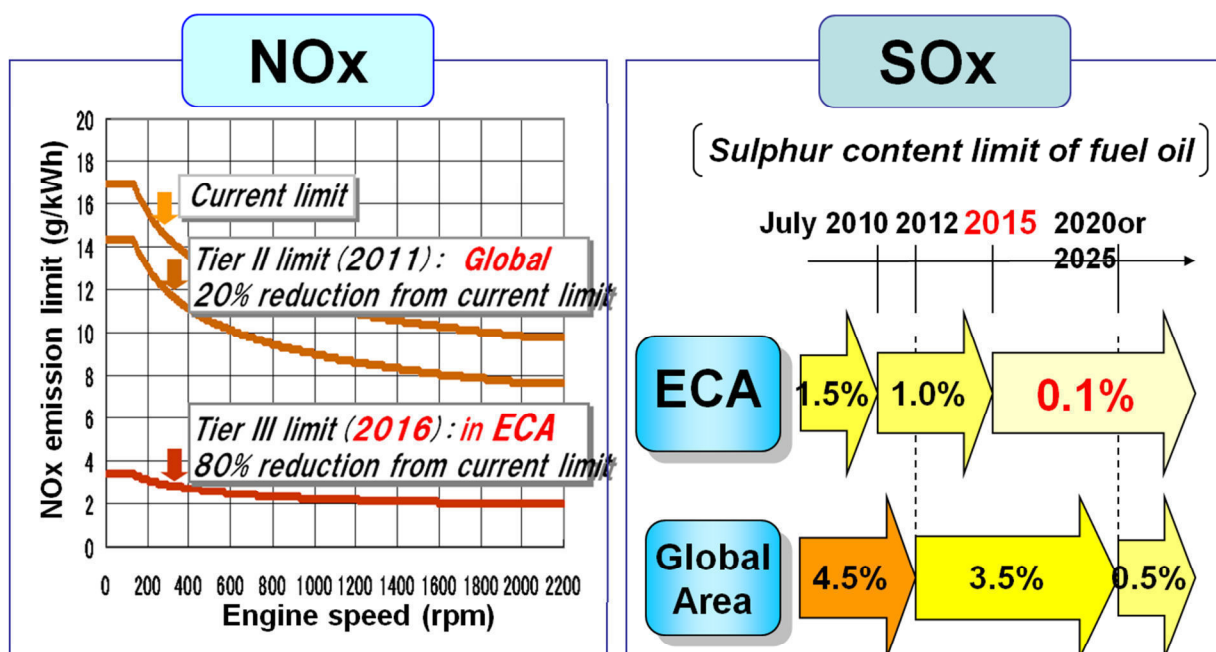 NOx
NOx emission limit (g/kWh)
20
18
16
14
12
10
8
6
4
2
0
Current limit
Tier II limit (2011): Global
20% reduction from current limit
Tier III limit (2016): in ECA
80% reduction from current limit
0 200 400 600 800 1000 1200 1400 1600 1800 2000 2200
Engine speed (rpm)
SOx
[Sulphur content limit of fuel oil]
July 2010 2012 2015 2020or
2025
ECA
1.5% 1.0% 0.1%
Global
Area
4.5% 3.5% 0.5%